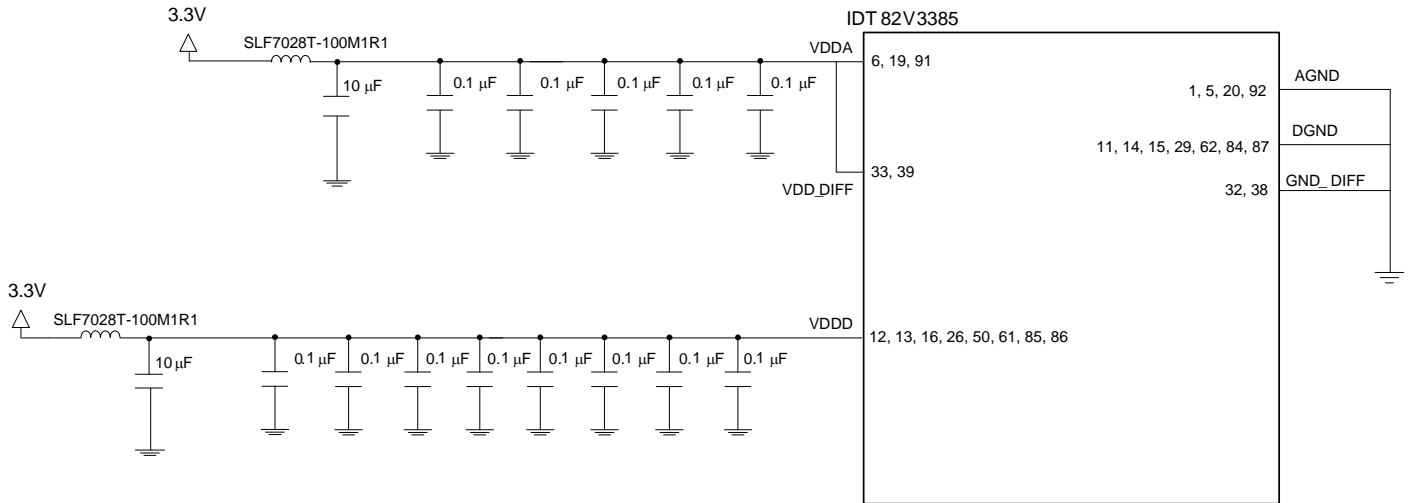 IDT 82V3385
3.3V
SLF7028T-100M1R1
VDDA
6, 19, 91
10 µF
0.1 µF
0.1 µF
0.1 µF
0.1 µF
0.1 µF
AGND
1, 5, 20, 92
DGND
11, 14, 15, 29, 62, 84, 87
33, 39
VDD_DIFF
GND_ DIFF
32, 38
3.3V
SLF7028T-100M1R1
VDDD
12, 13, 16, 26, 50, 61, 85, 86
10 µF
0.1 µF
0.1 µF
0.1 µF
0.1 µF
0.1 µF
0.1 µF
0.1 µF
0.1 µF